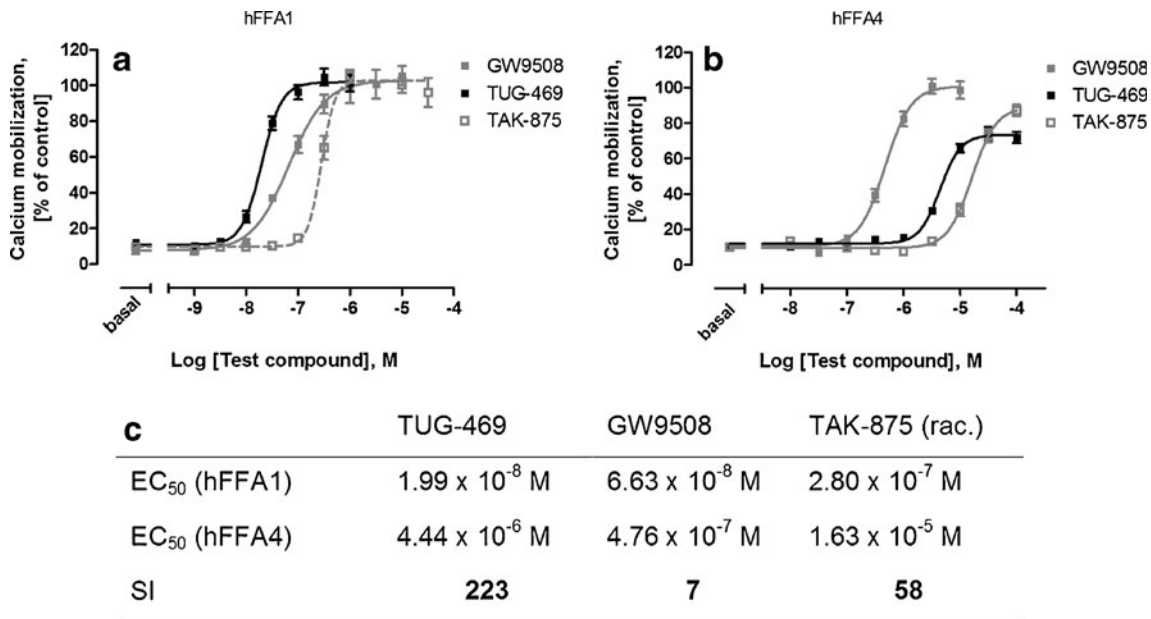 hFFA1
a
Calcium mobilization,
[% of control]
120
100
80
60
40
20
0
GW9508
TUG-469
TAK-875
basal
-9
-8
-7
-6
-5
-4
Log [Test compound], M
hFFA4
b
Calcium mobilization,
[% of control]
120
100
80
60
40
20
0
GW9508
TUG-469
TAK-875
basal
-8
-7
-6
-5
-4
Log [Test compound], M
c
TUG-469 GW9508 TAK-875 (rac.)
EC₅₀ (hFFA1) 1.99 x 10⁻⁸ M 6.63 x 10⁻⁸ M 2.80 x 10⁻⁷ M
EC₅₀ (hFFA4) 4.44 x 10⁻⁶ M 4.76 x 10⁻⁷ M 1.63 x 10⁻⁵ M
SI 223 7 58